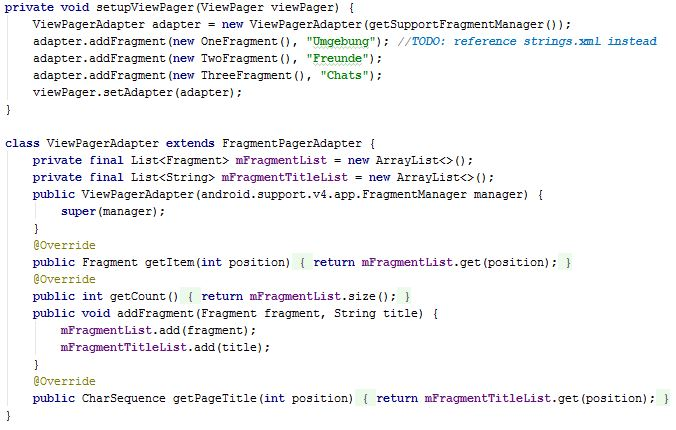 private void setupViewPager(ViewPager viewPager) {
    ViewPagerAdapter adapter = new ViewPagerAdapter(getSupportFragmentManager());
    adapter.addFragment(new OneFragment(), "Umgebung"); //TODO: reference strings.xml instead
    adapter.addFragment(new TwoFragment(), "Freunde");
    adapter.addFragment(new ThreeFragment(), "Chats");
    viewPager.setAdapter(adapter);
}

class ViewPagerAdapter extends FragmentPagerAdapter {
    private final List<Fragment> mFragmentList = new ArrayList<>();
    private final List<String> mFragmentTitleList = new ArrayList<>();
    public ViewPagerAdapter(android.support.v4.app.FragmentManager manager) {
        super(manager);
    }
    @Override
    public Fragment getItem(int position) { return mFragmentList.get(position); }
    @Override
    public int getCount() { return mFragmentList.size(); }
    public void addFragment(Fragment fragment, String title) {
        mFragmentList.add(fragment);
        mFragmentTitleList.add(title);
    }
    @Override
    public CharSequence getPageTitle(int position) { return mFragmentTitleList.get(position); }
}